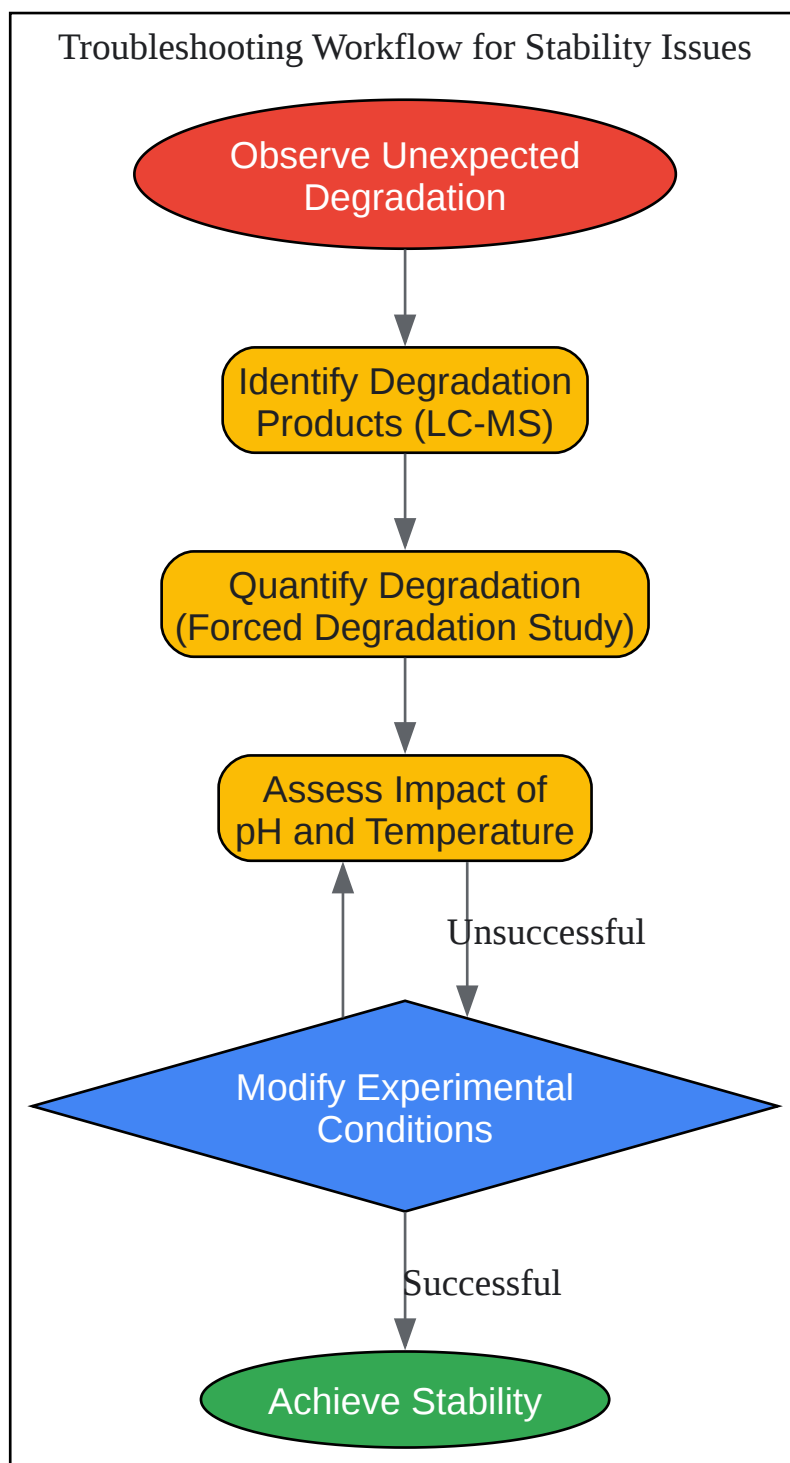 Troubleshooting Workflow for Stability Issues
Observe Unexpected
Degradation
Identify Degradation
Products (LC-MS)
Quantify Degradation
(Forced Degradation Study)
Assess Impact of
pH and Temperature
Unsuccessful
Modify Experimental
Conditions
Successful
Achieve Stability